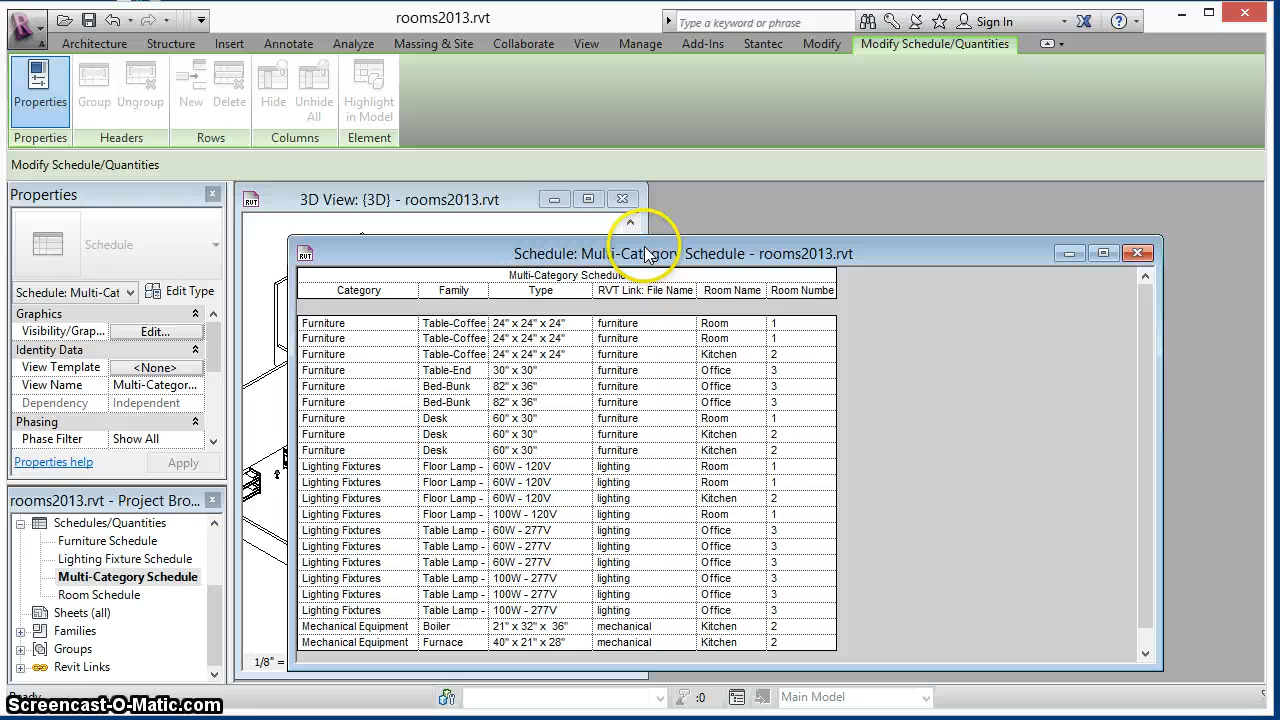 rooms2013.rvt
Type a keyword or phrase
Sign In
Architecture Structure Insert Annotate Analyze Massing & Site Collaborate View Manage Add-Ins Stantec Modify Modify Schedule/Quantities
Properties Group Ungroup New Delete Hide Unhide All Highlight in Model
Properties Headers Rows Columns Element
Modify Schedule/Quantities
Properties
Schedule
Schedule: Multi-Cat
Edit Type
Graphics
Visibility/Grap... Edit...
Identity Data
View Template <None>
View Name Multi-Categor...
Dependency Independent
Phasing
Phase Filter Show All
Properties help Apply
rooms2013.rvt - Project Bro...
Schedules/Quantities
Furniture Schedule
Lighting Fixture Schedule
Multi-Category Schedule
Room Schedule
Sheets (all)
Families
Groups
Revit Links
RVT 3D View: {3D} - rooms2013.rvt
1/8" =
RVT Schedule: Multi-Category Schedule - rooms2013.rvt
Multi-Category Schedule
Category Family Type RVT Link: File Name Room Name Room Numbe
Furniture Table-Coffee 24" x 24" x 24" furniture Room 1
Furniture Table-Coffee 24" x 24" x 24" furniture Room 1
Furniture Table-Coffee 24" x 24" x 24" furniture Kitchen 2
Furniture Table-End 30" x 30" furniture Office 3
Furniture Bed-Bunk 82" x 36" furniture Office 3
Furniture Bed-Bunk 82" x 36" furniture Office 3
Furniture Desk 60" x 30" furniture Room 1
Furniture Desk 60" x 30" furniture Kitchen 2
Furniture Desk 60" x 30" furniture Kitchen 2
Lighting Fixtures Floor Lamp - 60W - 120V lighting Room 1
Lighting Fixtures Floor Lamp - 60W - 120V lighting Room 1
Lighting Fixtures Floor Lamp - 60W - 120V lighting Kitchen 2
Lighting Fixtures Floor Lamp - 100W - 120V lighting Room 1
Lighting Fixtures Table Lamp - 60W - 277V lighting Office 3
Lighting Fixtures Table Lamp - 60W - 277V lighting Office 3
Lighting Fixtures Table Lamp - 60W - 277V lighting Office 3
Lighting Fixtures Table Lamp - 100W - 277V lighting Office 3
Lighting Fixtures Table Lamp - 100W - 277V lighting Office 3
Lighting Fixtures Table Lamp - 100W - 277V lighting Office 3
Mechanical Equipment Boiler 21" x 32" x 36" mechanical Kitchen 2
Mechanical Equipment Furnace 40" x 21" x 28" mechanical Kitchen 2
:0 Main Model
Screencast-O-Matic.com